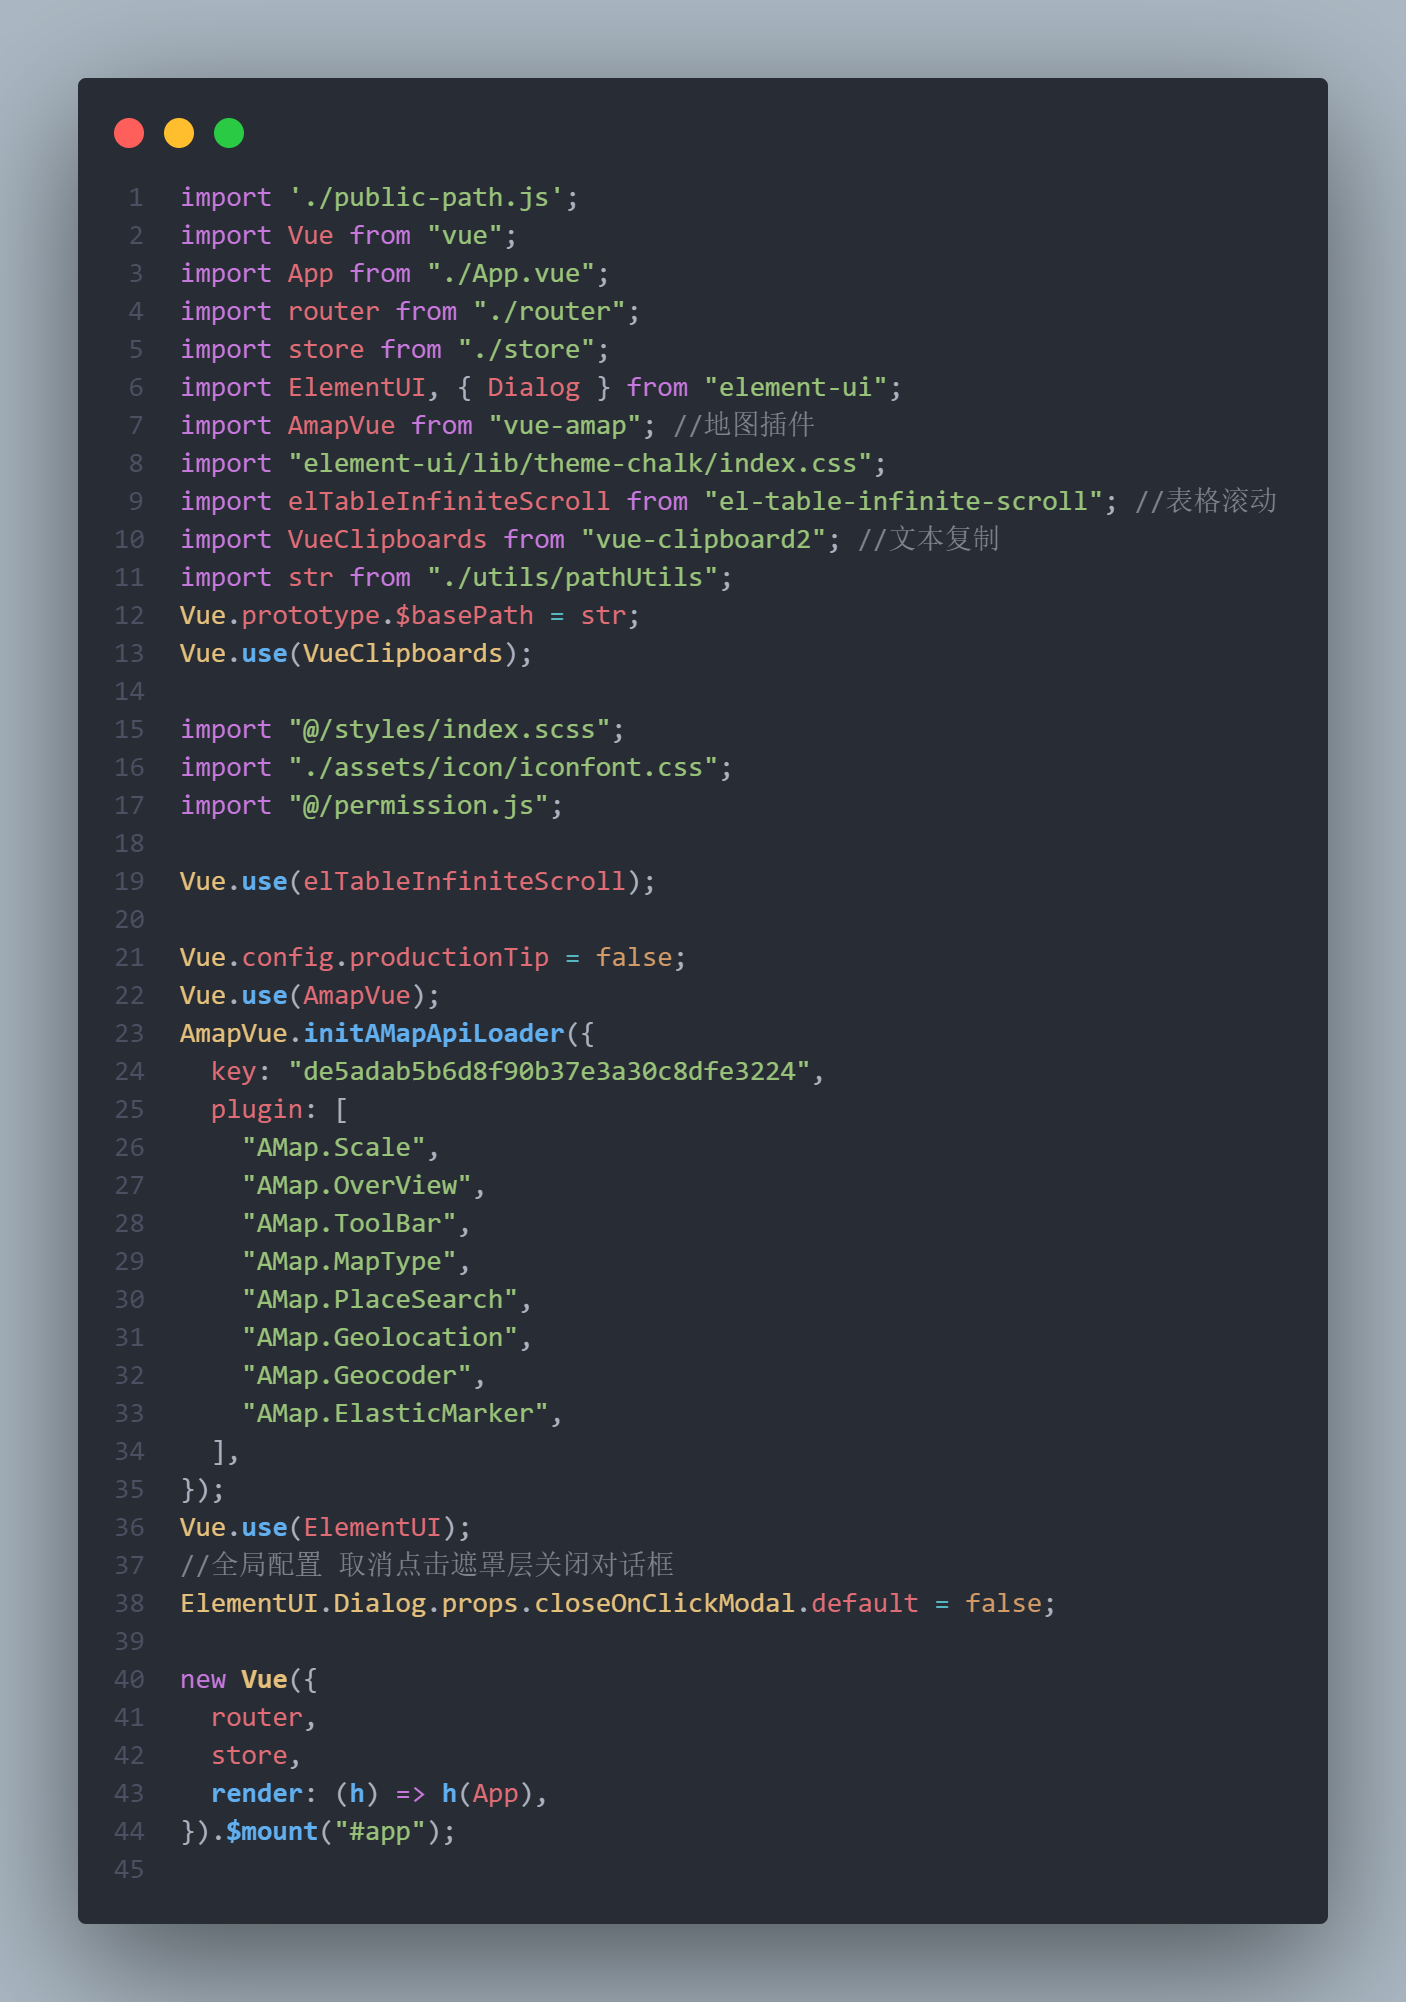 1 import './public-path.js';
2 import Vue from "vue";
3 import App from "./App.vue";
4 import router from "./router";
5 import store from "./store";
6 import ElementUI, { Dialog } from "element-ui";
7 import AmapVue from "vue-amap"; //地图插件
8 import "element-ui/lib/theme-chalk/index.css";
9 import elTableInfiniteScroll from "el-table-infinite-scroll"; //表格滚动
10 import VueClipboards from "vue-clipboard2"; //文本复制
11 import str from "./utils/pathUtils";
12 Vue.prototype.$basePath = str;
13 Vue.use(VueClipboards);
14
15 import "@/styles/index.scss";
16 import "./assets/icon/iconfont.css";
17 import "@/permission.js";
18
19 Vue.use(elTableInfiniteScroll);
20
21 Vue.config.productionTip = false;
22 Vue.use(AmapVue);
23 AmapVue.initAMapApiLoader({
24   key: "de5adab5b6d8f90b37e3a30c8dfe3224",
25   plugin: [
26     "AMap.Scale",
27     "AMap.OverView",
28     "AMap.ToolBar",
29     "AMap.MapType",
30     "AMap.PlaceSearch",
31     "AMap.Geolocation",
32     "AMap.Geocoder",
33     "AMap.ElasticMarker",
34   ],
35 });
36 Vue.use(ElementUI);
37 //全局配置 取消点击遮罩层关闭对话框
38 ElementUI.Dialog.props.closeOnClickModal.default = false;
39
40 new Vue({
41   router,
42   store,
43   render: (h) => h(App),
44 }).$mount("#app");
45